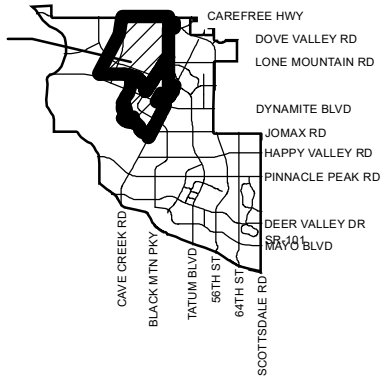 CAREFREE HWY
DOVE VALLEY RD
LONE MOUNTAIN RD
DYNAMITE BLVD
JOMAX RD
HAPPY VALLEY RD
PINNACLE PEAK RD
DEER VALLEY DR
SR-101
MAYO BLVD
CAVE CREEK RD
BLACK MTN PKY
TATUM BLVD
56TH ST
64TH ST
SCOTTSDALE RD